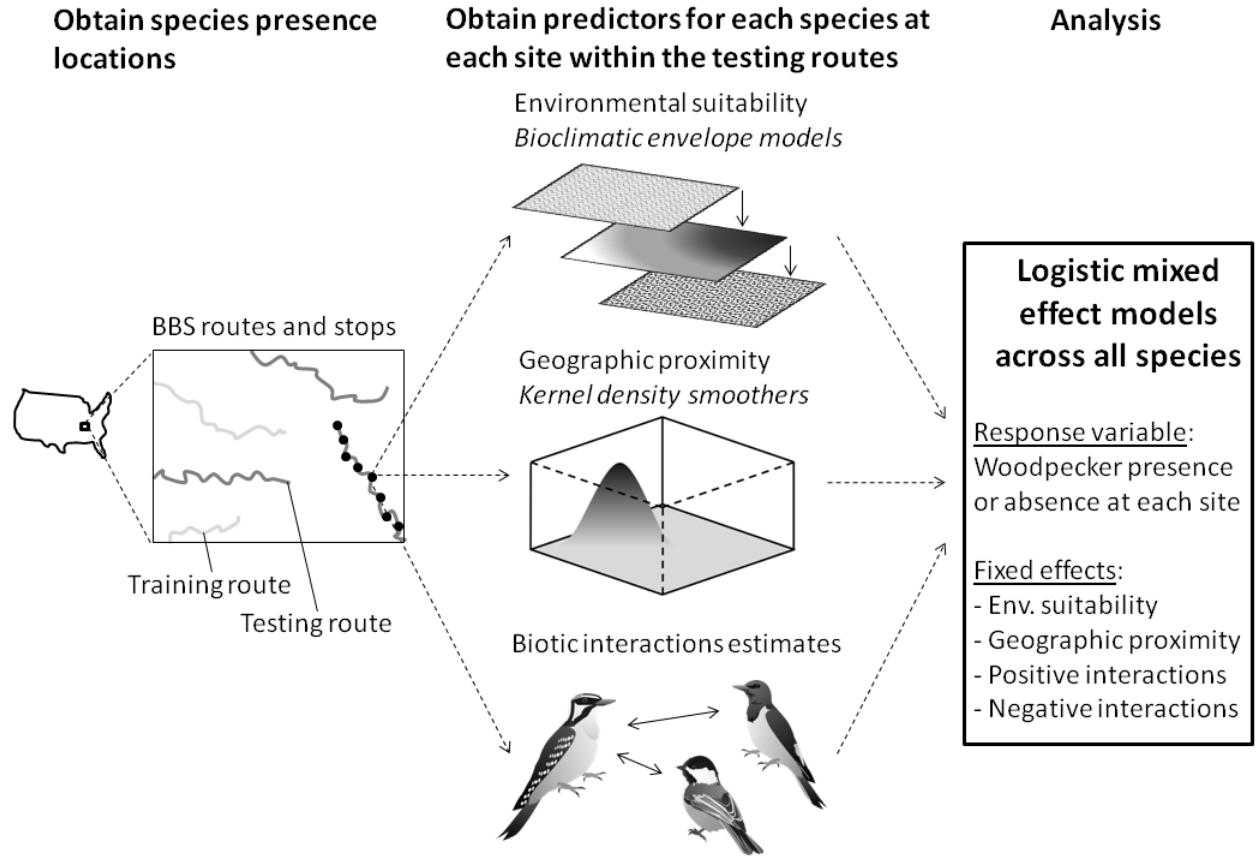 Obtain species presence
locations
Obtain predictors for each species at
each site within the testing routes
Analysis
Environmental suitability
Bioclimatic envelope models
BBS routes and stops
Training route
Testing route
Geographic proximity
Kernel density smoothers
Biotic interactions estimates
Logistic mixed
effect models
across all species
Response variable:
Woodpecker presence
or absence at each site
Fixed effects:
- Env. suitability
- Geographic proximity
- Positive interactions
- Negative interactions